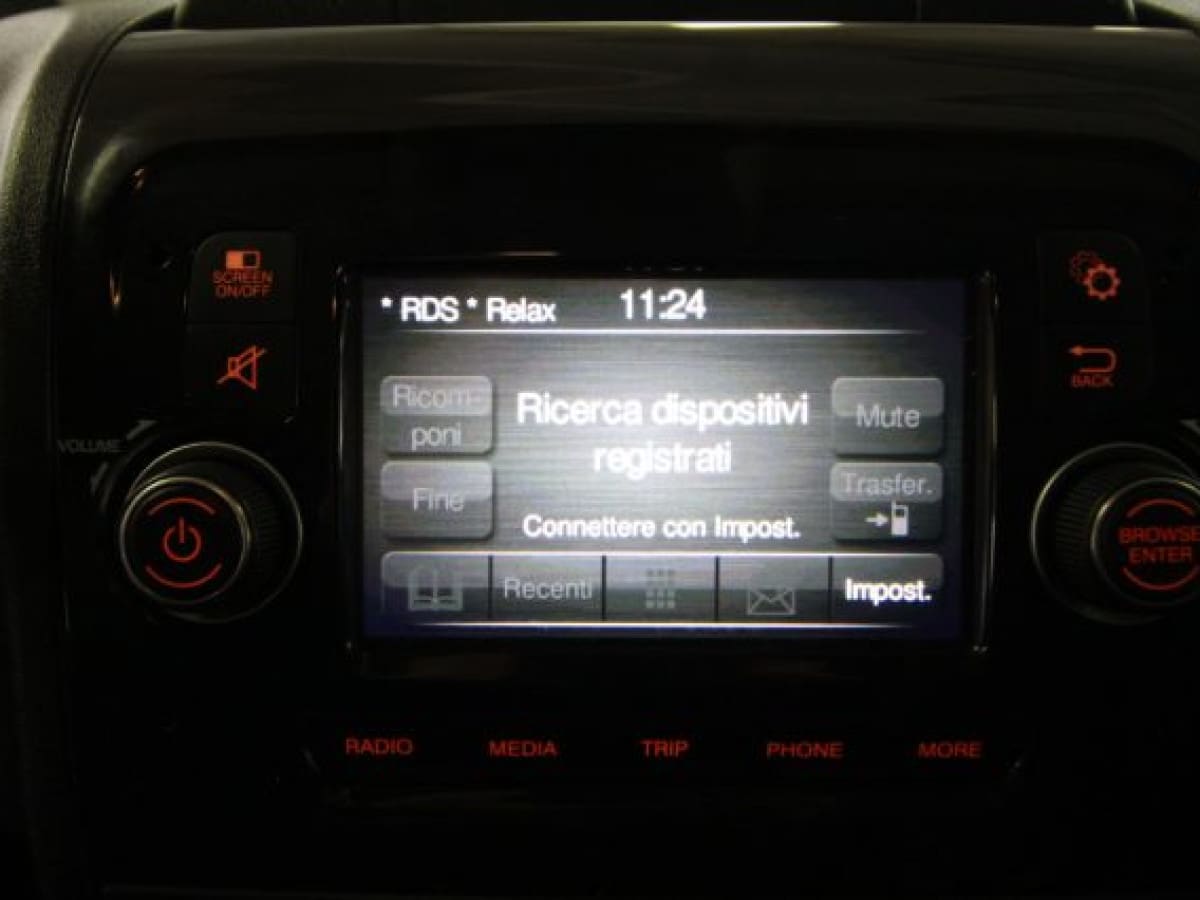 SCREEN
ON/OFF
* RDS * Relax
11:24
Ricom-
poni
Ricerca dispositivi
registrati
Mute
BACK
VOLUME
Fine
Connettere con Impost.
Trasfer.
BROWSE
ENTER
Recenti
Impost.
RADIO
MEDIA
TRIP
PHONE
MORE